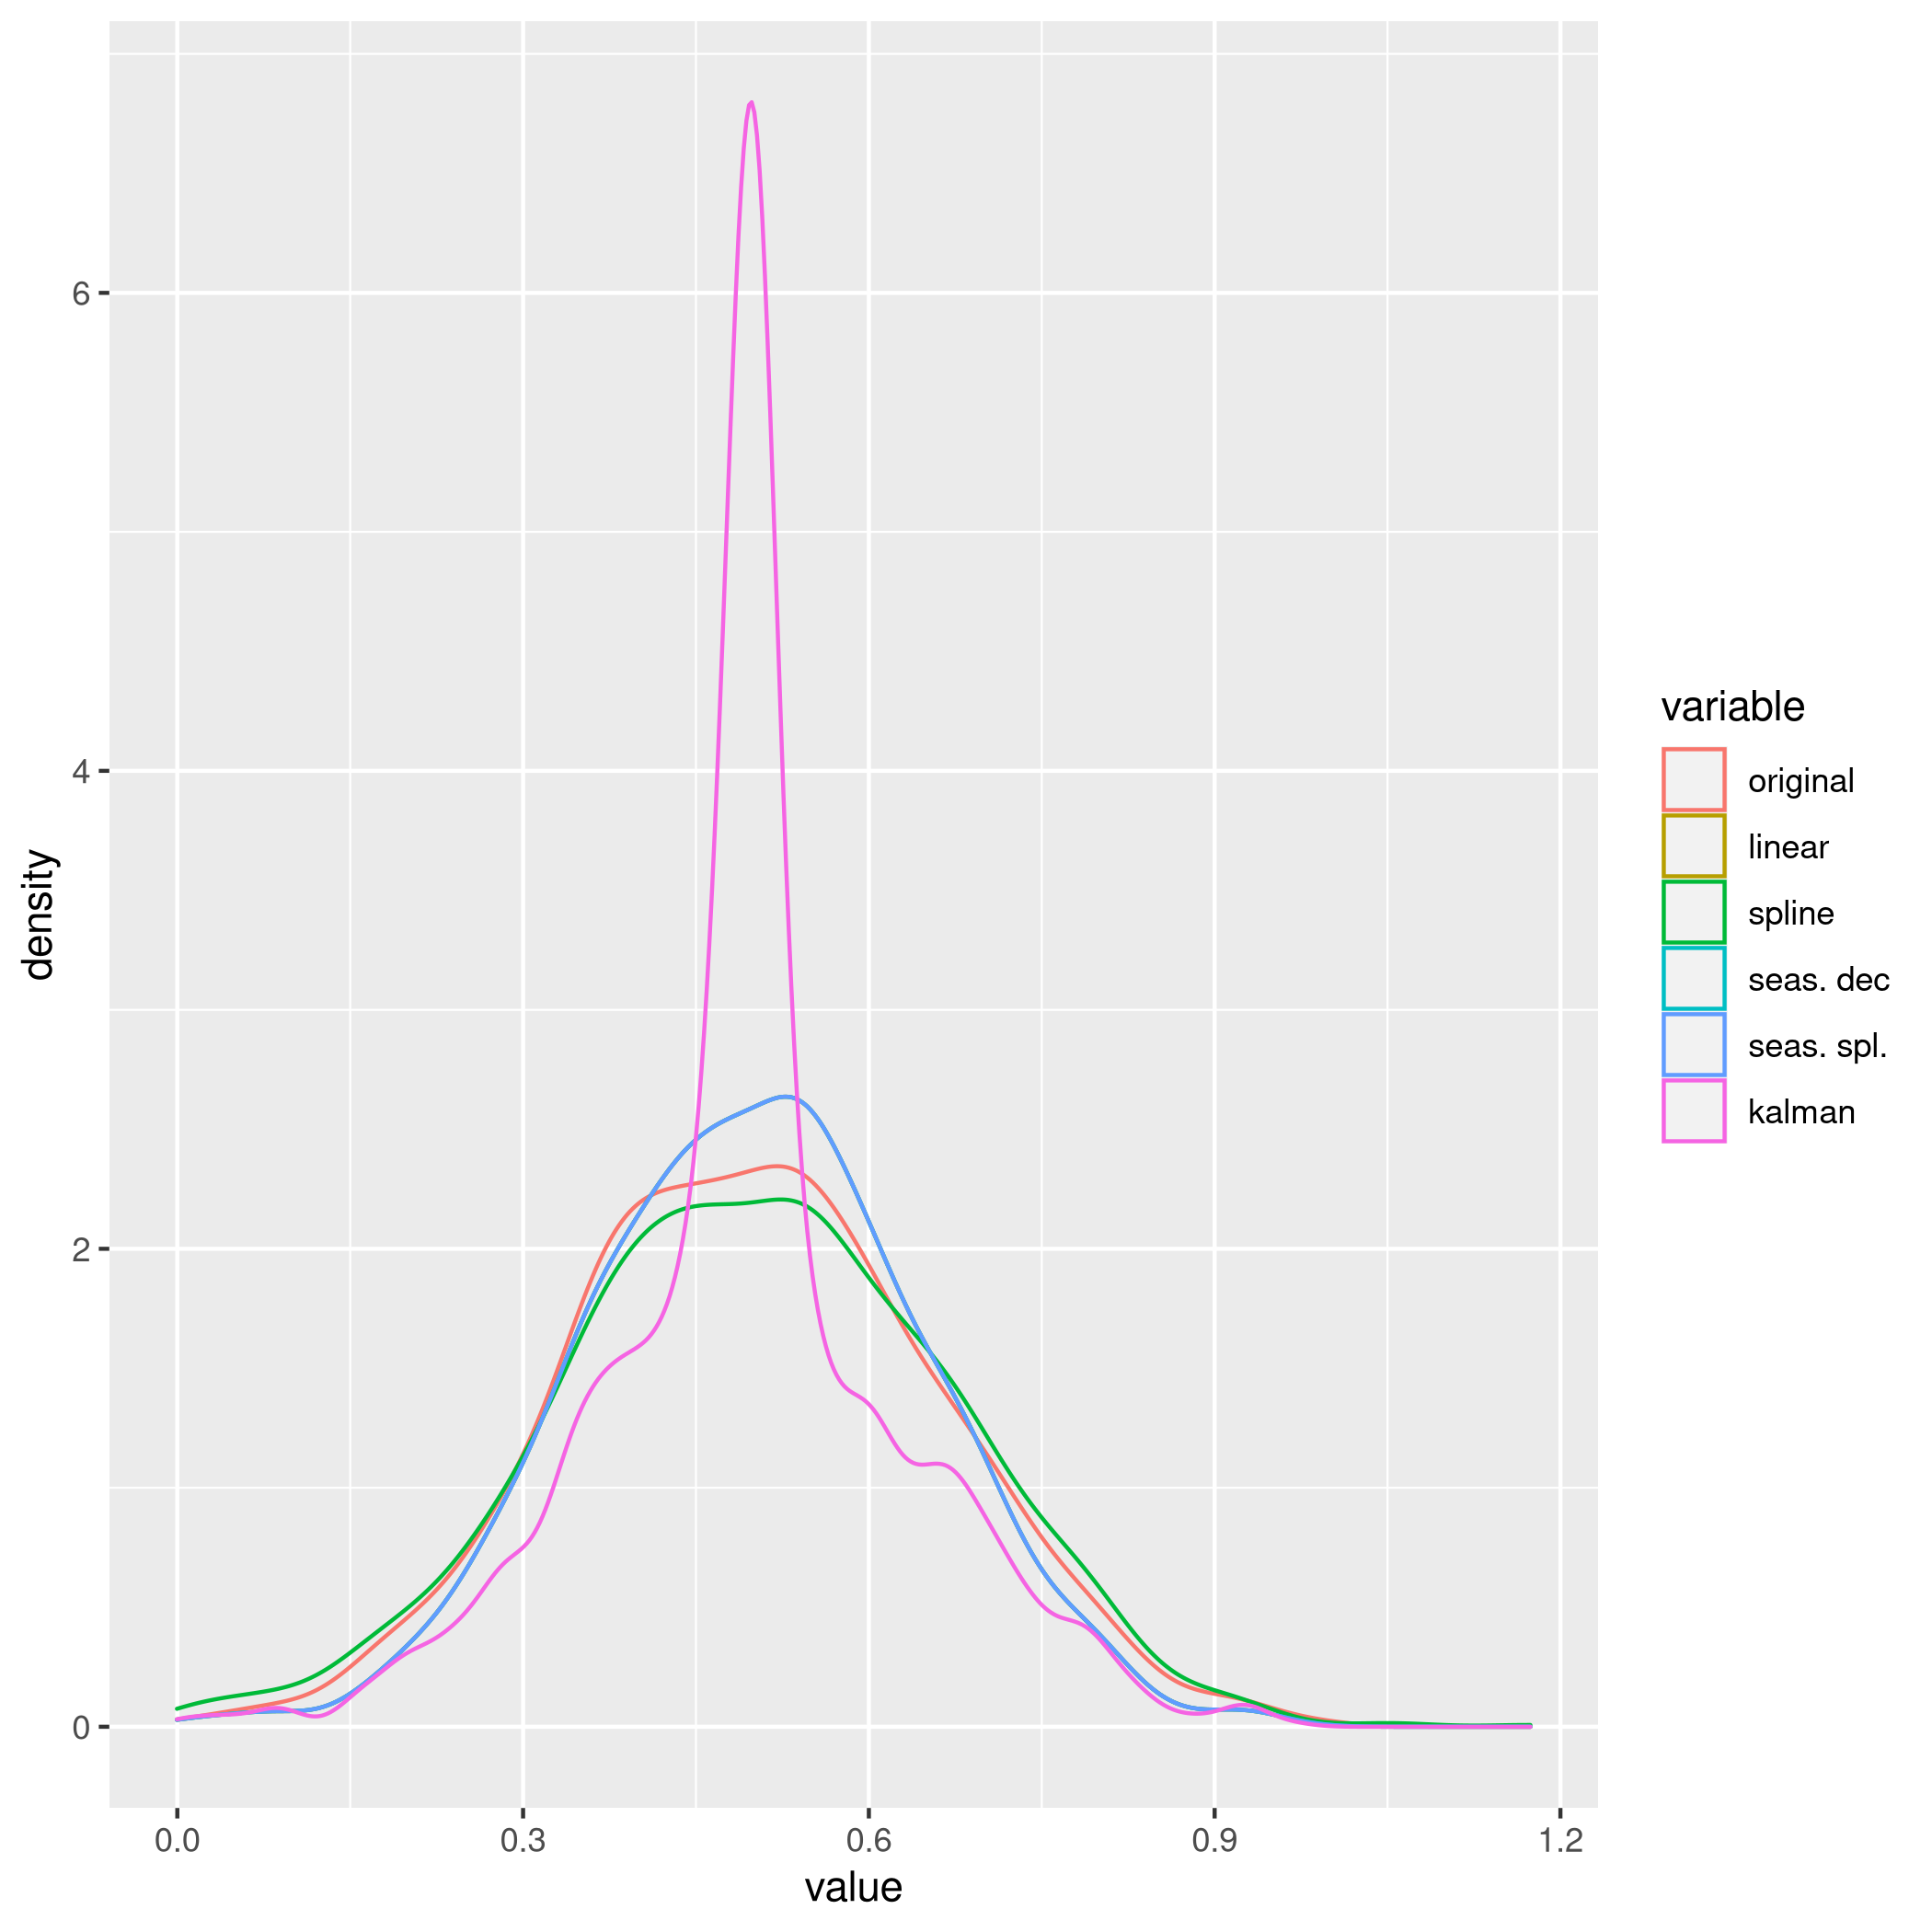 density
6
4
2
0
0.0 0.3 0.6 0.9 1.2
value
variable
original
linear
spline
seas. dec
seas. spl.
kalman